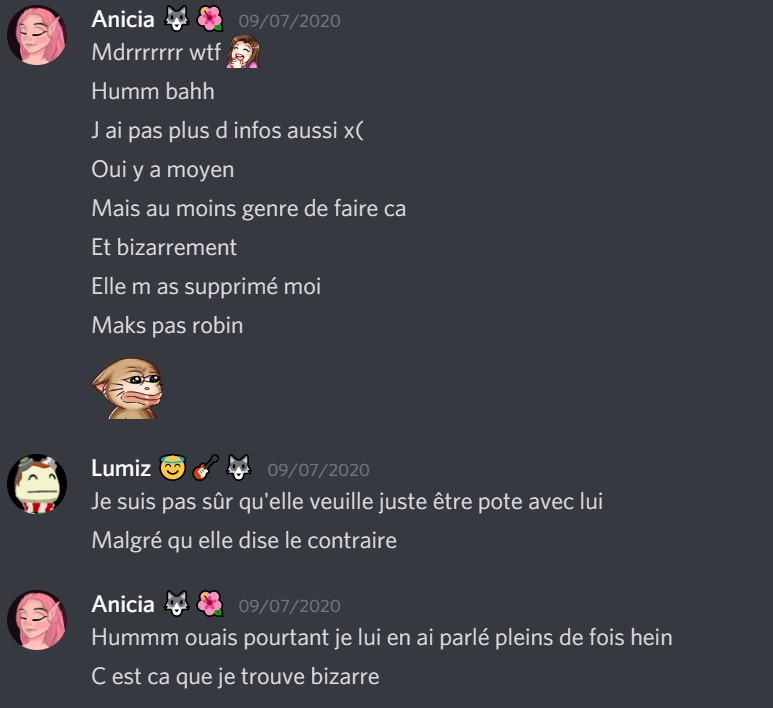 Anicia 🐺 🌺 09/07/2020
Mdrrrrrrr wtf
Humm bahh
J ai pas plus d infos aussi x(
Oui y a moyen
Mais au moins genre de faire ca
Et bizarrement
Elle m as supprimé moi
Maks pas robin
Lumiz 😇 🎸 🐺 09/07/2020
Je suis pas sûr qu'elle veuille juste être pote avec lui
Malgré qu elle dise le contraire
Anicia 🐺 🌺 09/07/2020
Hummm ouais pourtant je lui en ai parlé pleins de fois hein
C est ca que je trouve bizarre